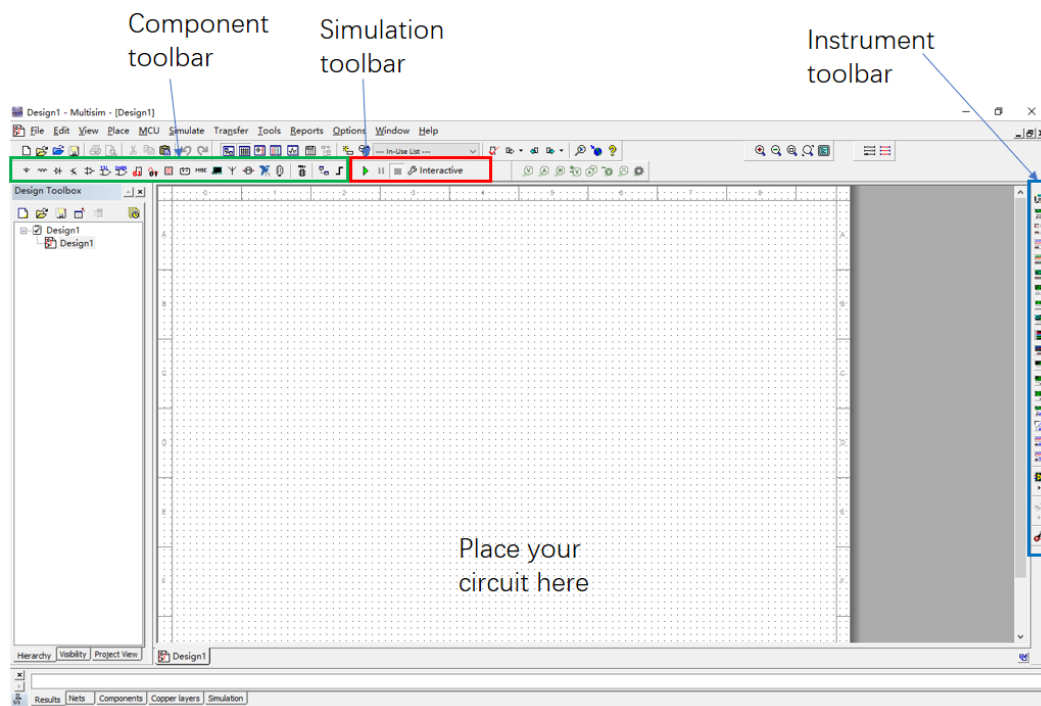 Component
toolbar
Simulation
toolbar
Instrument
toolbar
Design1 - Multisim - [Design1]
File Edit View Place MCU Simulate Transfer Tools Reports Options Window Help
--- In-Use List ---
Interactive
Design Toolbox
Design1
Design1
A
A
B
B
C
C
D
D
E
E
F
Place your
circuit here
Hierarchy Visibility Project View
Design1
Results Nets Components Copper layers Simulation